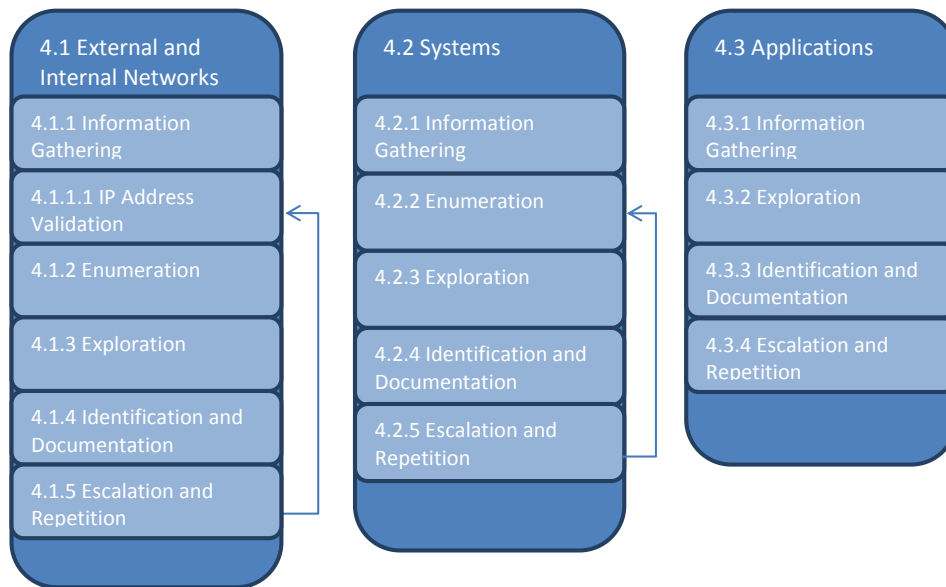 4.1 External and
Internal Networks
4.1.1 Information
Gathering
4.1.1.1 IP Address
Validation
4.1.2 Enumeration
4.1.3 Exploration
4.1.4 Identification and
Documentation
4.1.5 Escalation and
Repetition
4.2 Systems
4.2.1 Information
Gathering
4.2.2 Enumeration
4.2.3 Exploration
4.2.4 Identification and
Documentation
4.2.5 Escalation and
Repetition
4.3 Applications
4.3.1 Information
Gathering
4.3.2 Exploration
4.3.3 Identification and
Documentation
4.3.4 Escalation and
Repetition